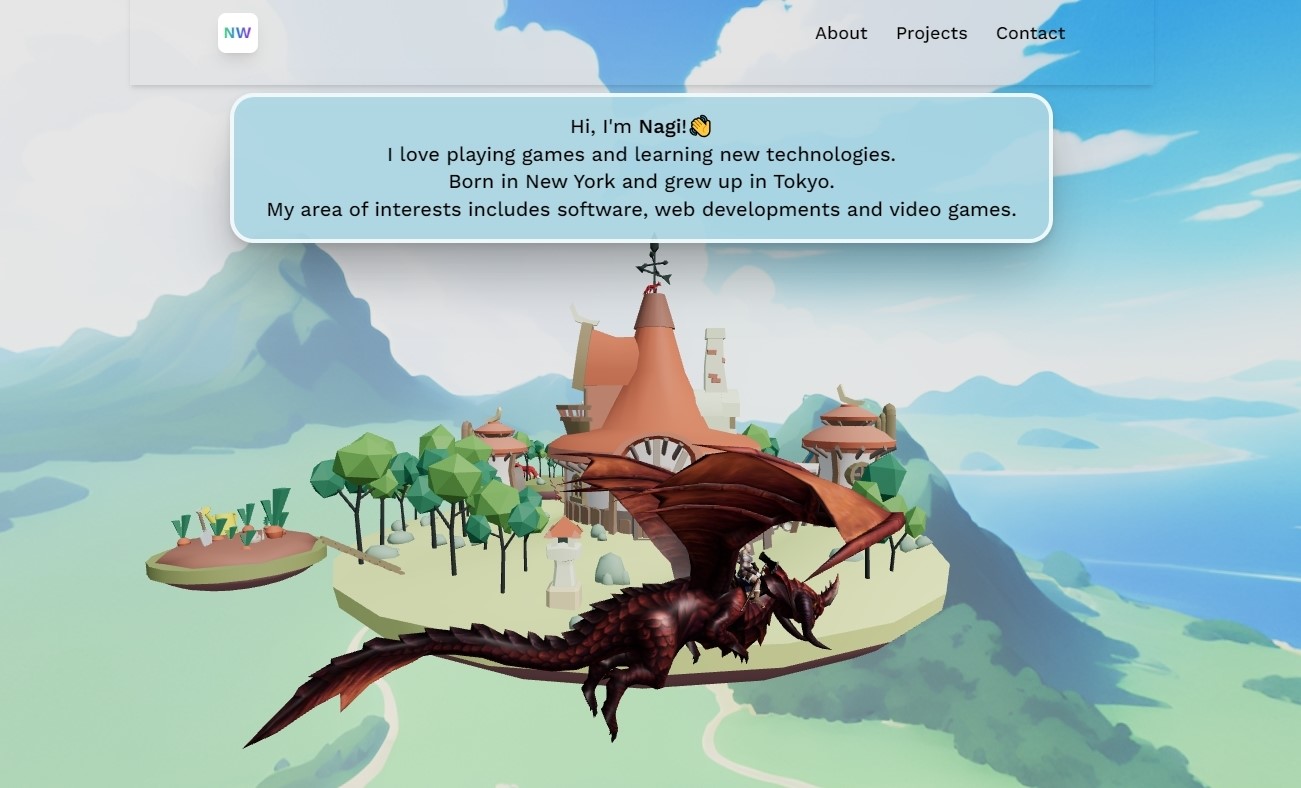 NW
About Projects Contact
Hi, I'm Nagi!👋
I love playing games and learning new technologies.
Born in New York and grew up in Tokyo.
My area of interests includes software, web developments and video games.